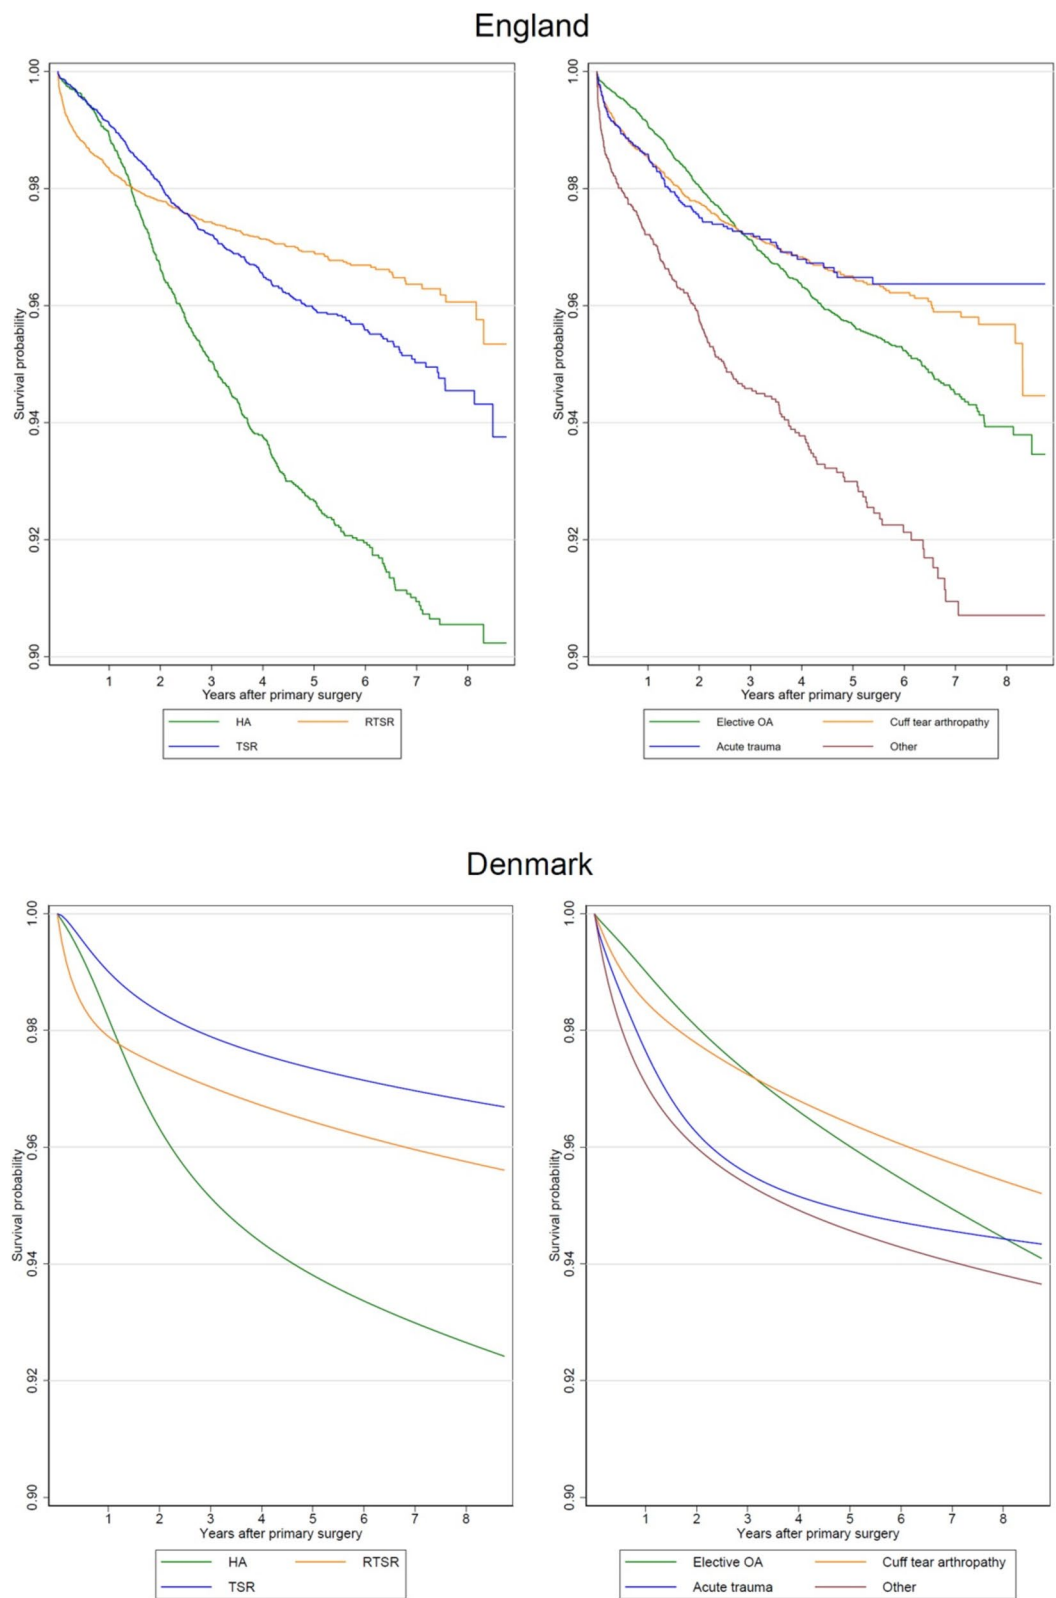 England
Survival probability
1.00
0.98
0.96
0.94
0.92
0.90
1 2 3 4 5 6 7 8
Years after primary surgery
HA RTSR
TSR
Survival probability
1.00
0.98
0.96
0.94
0.92
0.90
1 2 3 4 5 6 7 8
Years after primary surgery
Elective OA Cuff tear arthropathy
Acute trauma Other
Denmark
Survival probability
1.00
0.98
0.96
0.94
0.92
0.90
1 2 3 4 5 6 7 8
Years after primary surgery
HA RTSR
TSR
Survival probability
1.00
0.98
0.96
0.94
0.92
0.90
1 2 3 4 5 6 7 8
Years after primary surgery
Elective OA Cuff tear arthropathy
Acute trauma Other